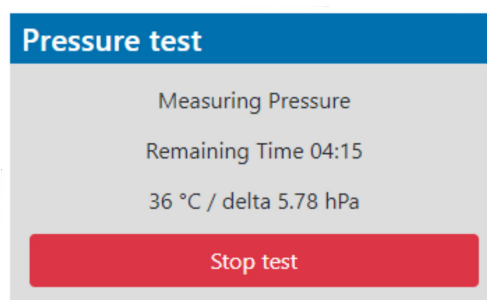 Pressure test
Measuring Pressure
Remaining Time 04:15
36 °C / delta 5.78 hPa
Stop test